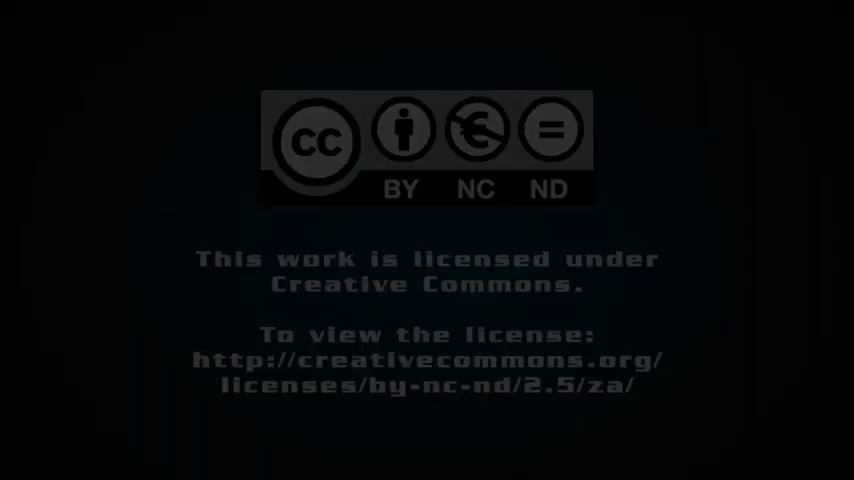 CC
BY NC ND
This work is licensed under
Creative Commons.
To view the license:
http://creativecommons.org/
licenses/by-nc-nd/2.5/za/